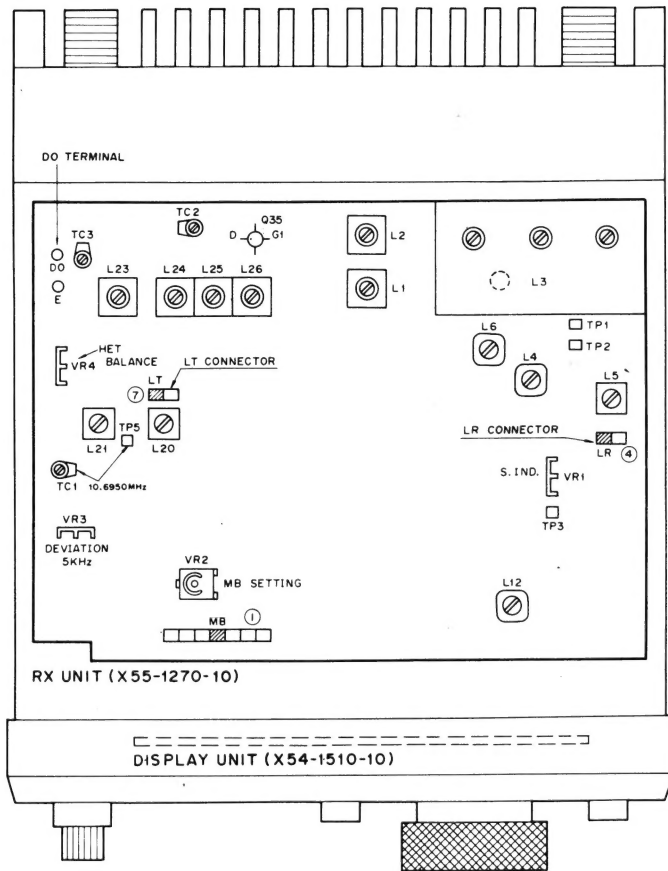 DO TERMINAL
TC2
Q35
TC3
D
G1
L2
DO
L23
L24
L25
L26
E
L1
L3
L6
TP1
HET
BALANCE
VR4
LT CONNECTOR
TP2
L4
LT
L5
7
TP5
LR CONNECTOR
L21
L20
LR
4
S.IND.
VR1
TC1
10.6950MHz
VR3
TP3
DEVIATION
5KHz
VR2
MB SETTING
L12
MB
1
RX UNIT (X55-1270-10)
DISPLAY UNIT (X54-1510-10)